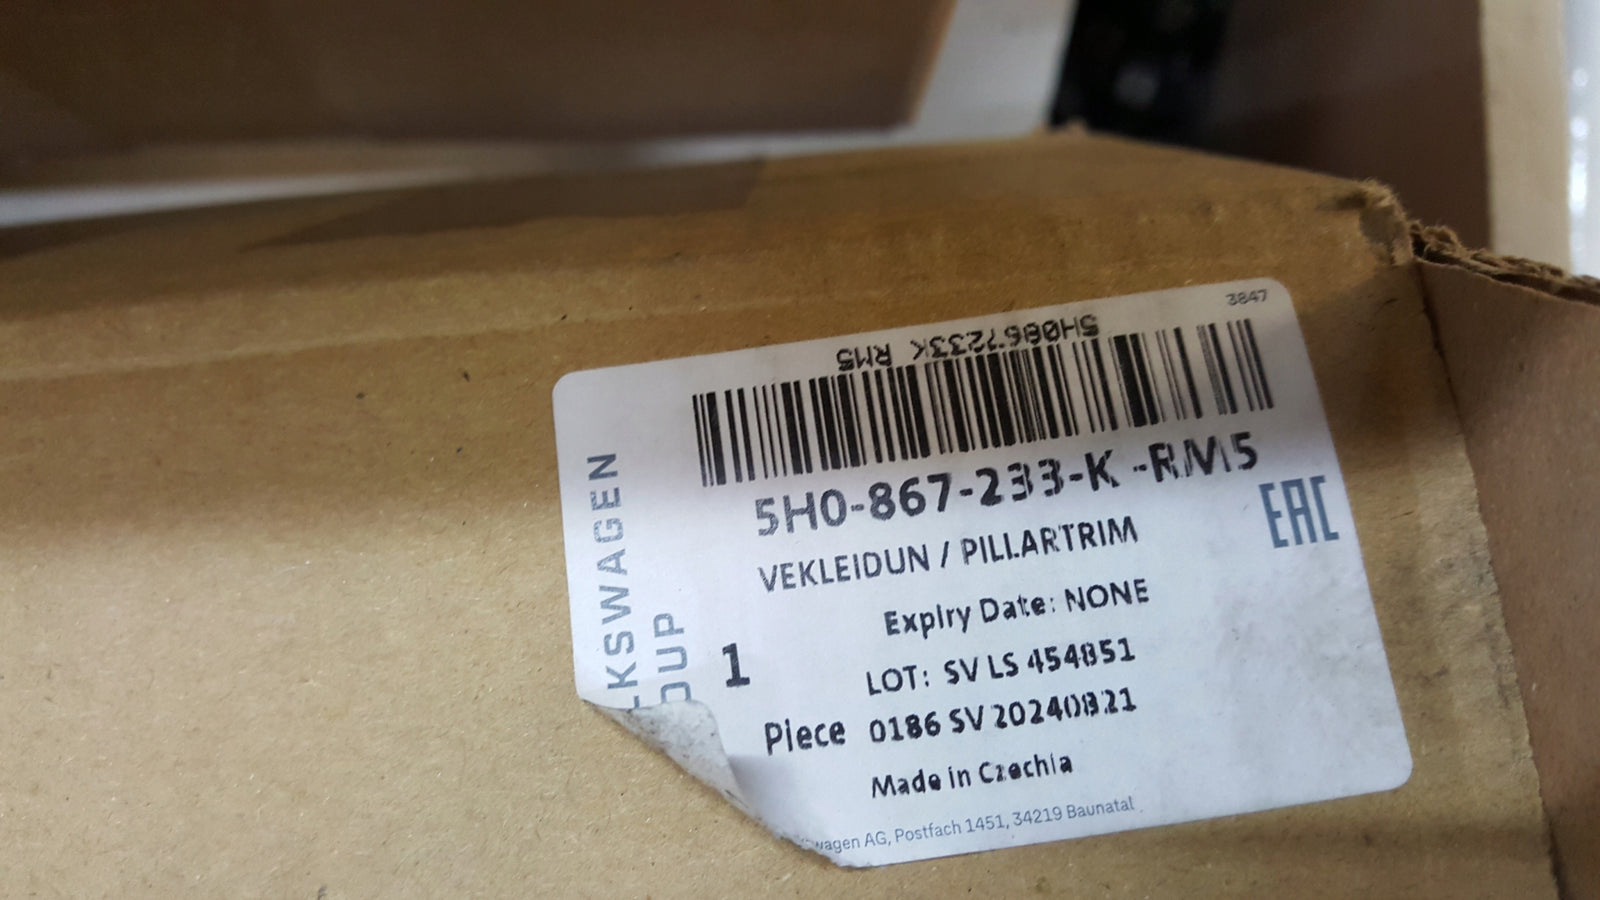 3847
5H0867233K RM5
5H0-867-233-K -RM5
EAC
VEKLEIDUN / PILLARTRIM
Expiry Date: NONE
1
LOT: SV LS 454851
Piece
0186 SV 20240821
Made in Czechia
wagen AG, Postfach 1451, 34219 Baunatal
KSWAGEN
OUP